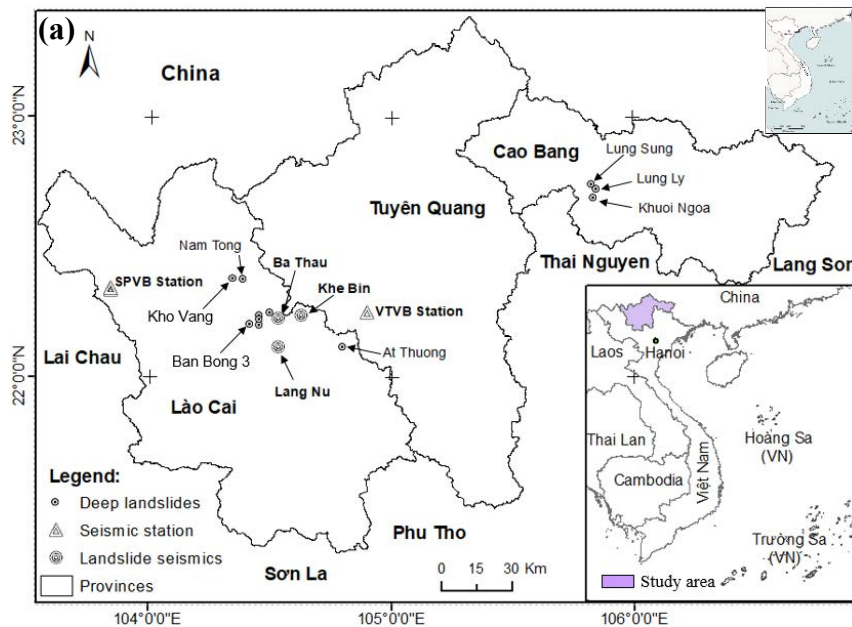 (a)
N
China
23°0'0"N
Cao Bang
Lung Sung
Lung Ly
Khuoi Ngoa
Tuyên Quang
Nam Tong
Ba Thau
Thai Nguyen
Lang Son
SPVB Station
Khe Bin
VTVB Station
Kho Vang
Lai Chau
Ban Bong 3
At Thuong
Lang Nu
22°0'0"N
Lào Cai
Legend:
Deep landslides
Seismic station
Landslide seismics
Provinces
Phu Tho
Sơn La
0 15 30 Km
China
Laos
Hanoi
Thai Lan
Cambodia
Việt Nam
Hoàng Sa
(VN)
Trường Sa
(VN)
Study area
104°0'0"E
105°0'0"E
106°0'0"E